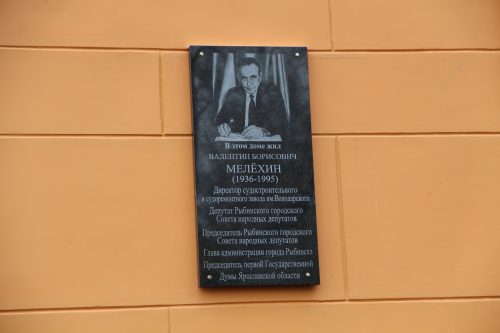 В этом доме жил
ВАЛЕНТИН БОРИСОВИЧ
МЕЛЁХИН
(1936-1995)
Директор судостроительного
и судоремонтного завода им.Володарского
Депутат Рыбинского городского
Совета народных депутатов
Председатель Рыбинского городского
Совета народных депутатов
Глава администрации города Рыбинска
Председатель первой Государственной
Думы Ярославской области